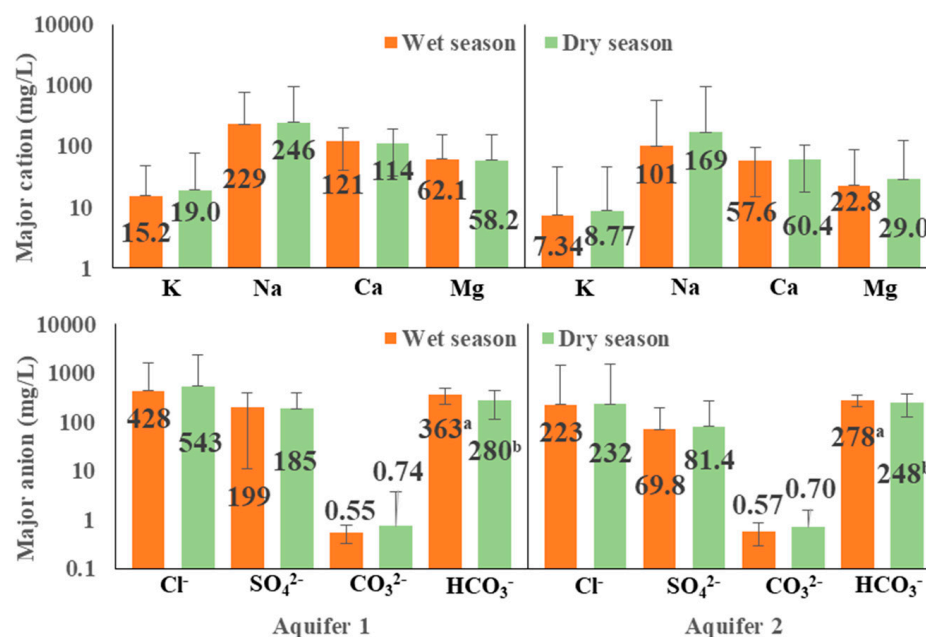 Major cation (mg/L)
10000
1000
100
10
1
Wet season
Dry season
15.2
19.0
229
246
121
114
62.1
58.2
7.34
8.77
101
169
57.6
60.4
22.8
29.0
K
Na
Ca
Mg
K
Na
Ca
Mg
Major anion (mg/L)
10000
1000
100
10
1
0.1
Wet season
Dry season
428
543
199
185
0.55
0.74
363ᵃ
280ᵇ
223
232
69.8
81.4
0.57
0.70
278ᵃ
248ᵇ
Cl⁻
SO₄²⁻
CO₃²⁻
HCO₃⁻
Cl⁻
SO₄²⁻
CO₃²⁻
HCO₃⁻
Aquifer 1
Aquifer 2